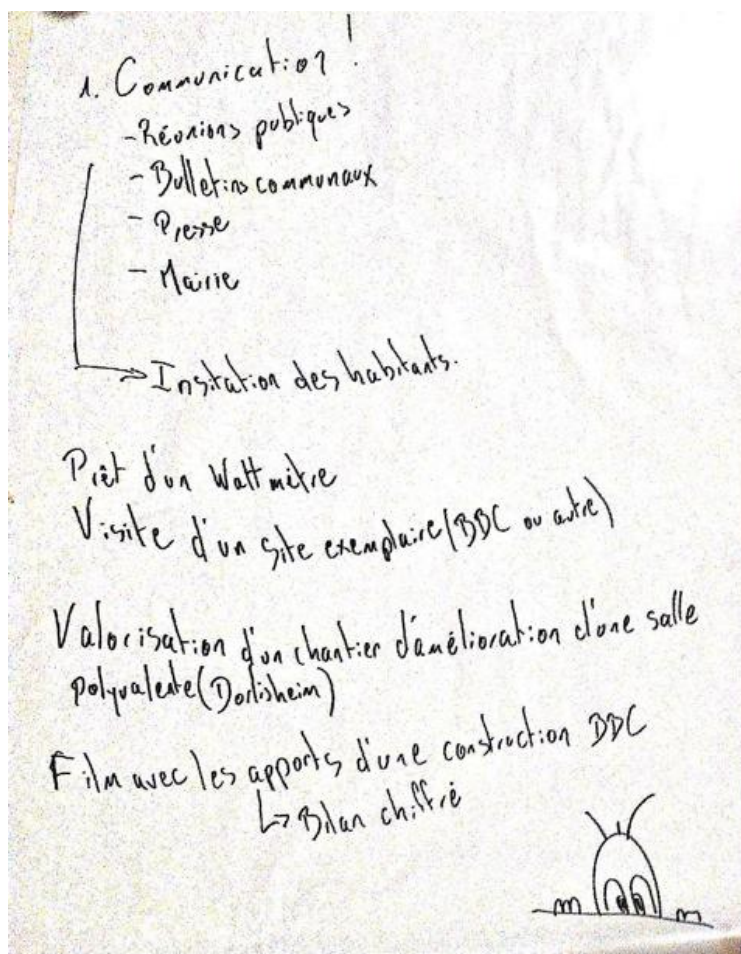 1. Communication !
- Réunions publiques
- Bulletins communaux
- Presse
- Mairie
Insitation des habitants.
Prêt d'un Wattmètre
Visite d'un site exemplaire (BBC ou autre)
Valorisation d'un chantier d'amélioration d'une salle
polyvalente (Dorlisheim)
Film avec les apports d'une construction BBC
↳ Bilan chiffré